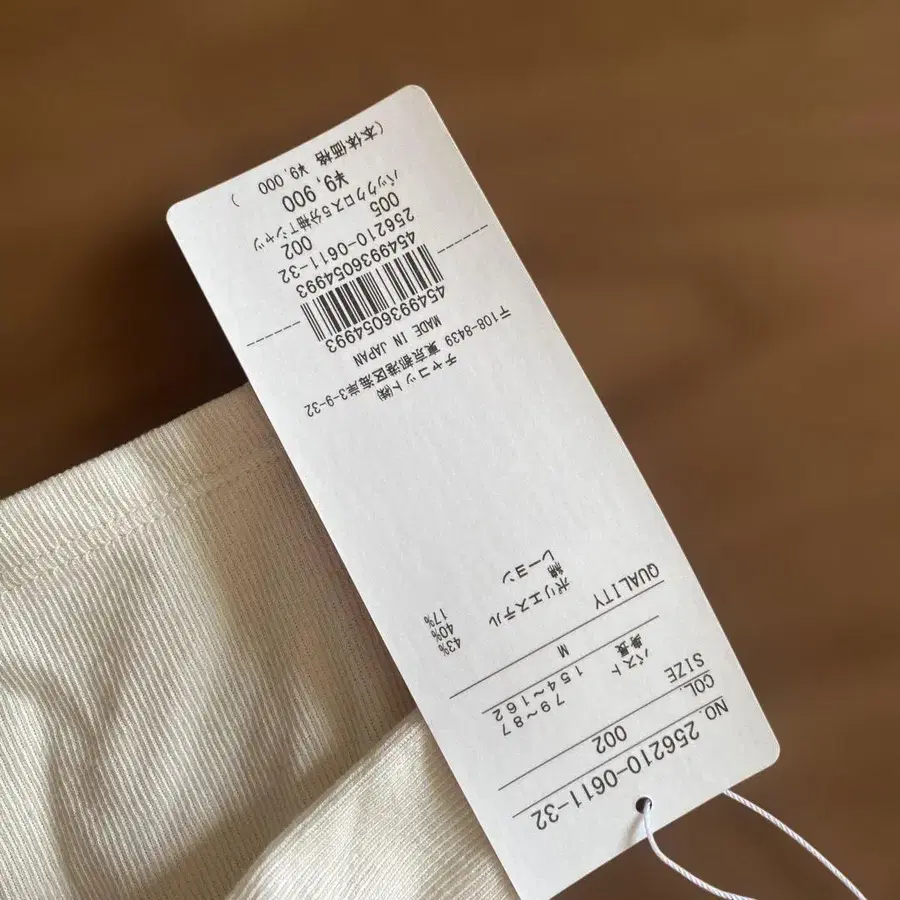 NO. 256210-0611-32
COL. 002
SIZE M
バスト 79～87
身長 154～162
QUALITY
ポリエステル 43%
綿 40%
レーヨン 17%
チャコット㈱
〒108-8439 東京都港区海岸3-9-32
MADE IN JAPAN
4549936054993
4549936054993
256210-0611-32
005 002
バッククロス5分袖Tシャツ
¥9,900
(本体価格 ¥9,000 )